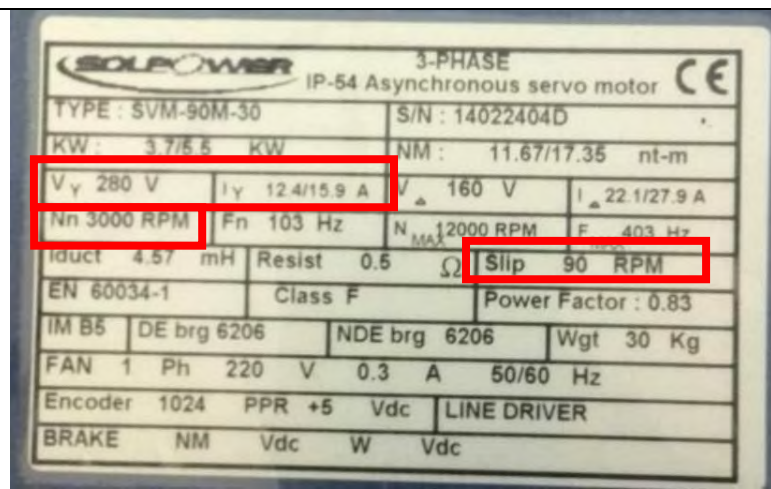 SOLPOWER 3-PHASE CE
IP-54 Asynchronous servo motor
TYPE : SVM-90M-30 S/N : 14022404D
KW : 3.7/5.5 KW NM : 11.67/17.35 nt-m
V Y 280 V I Y 12.4/15.9 A V △ 160 V I △ 22.1/27.9 A
Nn 3000 RPM Fn 103 Hz N MAX 12000 RPM F MAX 403 Hz
Iduct 4.57 mH Resist 0.5 Ω Slip 90 RPM
EN 60034-1 Class F Power Factor : 0.83
IM B5 DE brg 6206 NDE brg 6206 Wgt 30 Kg
FAN 1 Ph 220 V 0.3 A 50/60 Hz
Encoder 1024 PPR +5 Vdc LINE DRIVER
BRAKE NM Vdc W Vdc